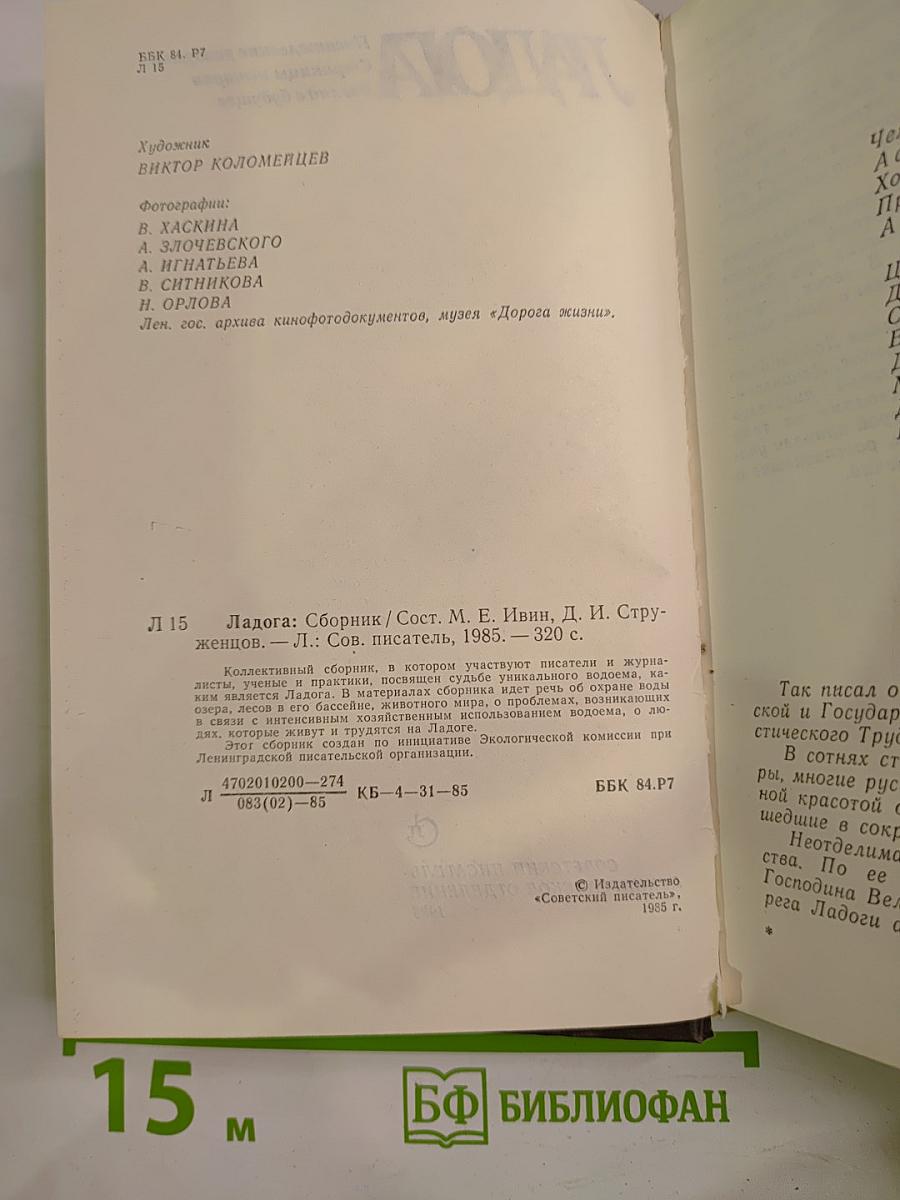 ББК 84. Р7
Л 15
Художник
ВИКТОР КОЛОМЕЙЦЕВ
Фотографии:
В. ХАСКИНА
А. ЗЛОЧЕВСКОГО
А. ИГНАТЬЕВА
В. СИТНИКОВА
Н. ОРЛОВА
Лен. гос. архива кинофотодокументов, музея «Дорога жизни».
Л 15 Ладога: Сборник / Сост. М. Е. Ивин, Д. И. Стру-
женцов. — Л.: Сов. писатель, 1985. — 320 с.
Коллективный сборник, в котором участвуют писатели и журна-
листы, ученые и практики, посвящен судьбе уникального водоема, ка-
ким является Ладога. В материалах сборника идет речь об охране воды
озера, лесов в его бассейне, животного мира, о проблемах, возникающих
в связи с интенсивным хозяйственным использованием водоема, о лю-
дях, которые живут и трудятся на Ладоге.
Этот сборник создан по инициативе Экологической комиссии при
Ленинградской писательской организации.
Л 4702010200—274 КБ—4—31—85 ББК 84.Р7
083(02)—85
© Издательство
«Советский писатель»,
1985 г.
Так писал о
ской и Государ
стического Труд
В сотнях ст
ры, многие рус
ной красотой
шедшие в сокр
Неотделима
ства. По ее
Господина Вел
рега Ладоги
*
15 м
БФ БИБЛИОФАН